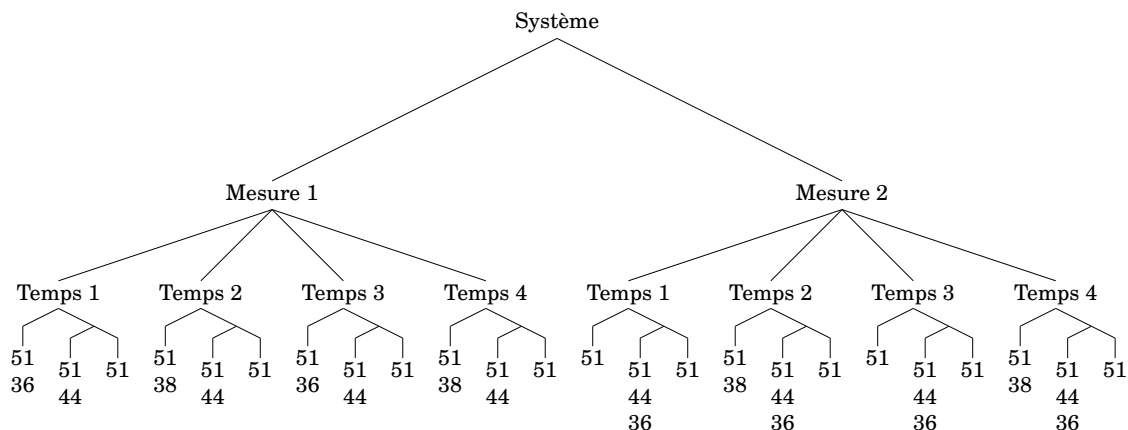 Système
Mesure 1 Mesure 2
Temps 1 Temps 2 Temps 3 Temps 4 Temps 1 Temps 2 Temps 3 Temps 4
51 51 51 51 51 51 51 51 51 51 51 51 51 51 51 51 51 51 51 51 51 51 51 51
36 44 38 44 36 44 38 44 44 38 44 44 38 44
36 36 36 36